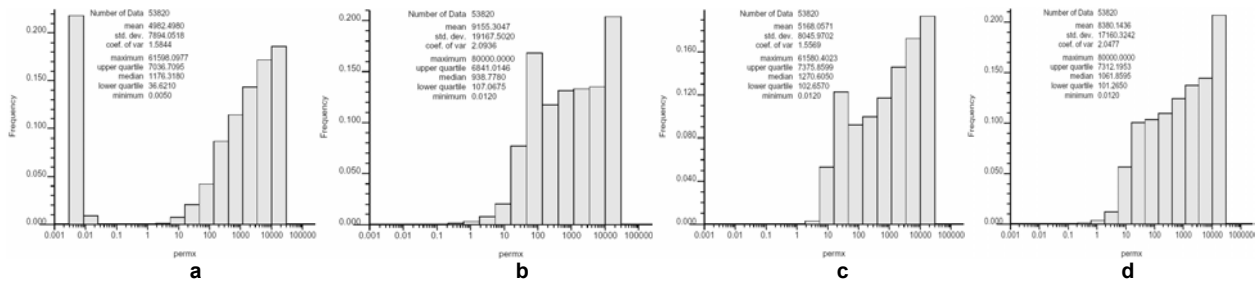 Number of Data 53820
mean 4982.4980
std. dev. 7894.0518
coef. of var 1.5844
maximum 61598.0977
upper quartile 7036.7095
median 1176.3180
lower quartile 36.6210
minimum 0.0050
Frequency
0.200
0.150
0.100
0.050
0.000
0.001 0.01 0.1 1 10 100 1000 10000 100000
permx
a
Number of Data 53820
mean 9155.3047
std. dev. 19167.5020
coef. of var 2.0936
maximum 80000.0000
upper quartile 6841.0146
median 938.7780
lower quartile 107.0675
minimum 0.0120
Frequency
0.200
0.150
0.100
0.050
0.000
0.001 0.01 0.1 1 10 100 1000 10000 100000
permx
b
Number of Data 53820
mean 5168.0571
std. dev. 8045.9702
coef. of var 1.5569
maximum 61580.4023
upper quartile 7375.8599
median 1270.6050
lower quartile 102.6570
minimum 0.0120
Frequency
0.160
0.120
0.080
0.040
0.000
0.001 0.01 0.1 1 10 100 1000 10000 100000
permx
c
Number of Data 53820
mean 8380.1436
std. dev. 17160.3242
coef. of var 2.0477
maximum 80000.0000
upper quartile 7312.1953
median 1061.8595
lower quartile 101.2650
minimum 0.0120
Frequency
0.200
0.150
0.100
0.050
0.000
0.001 0.01 0.1 1 10 100 1000 10000 100000
permx
d